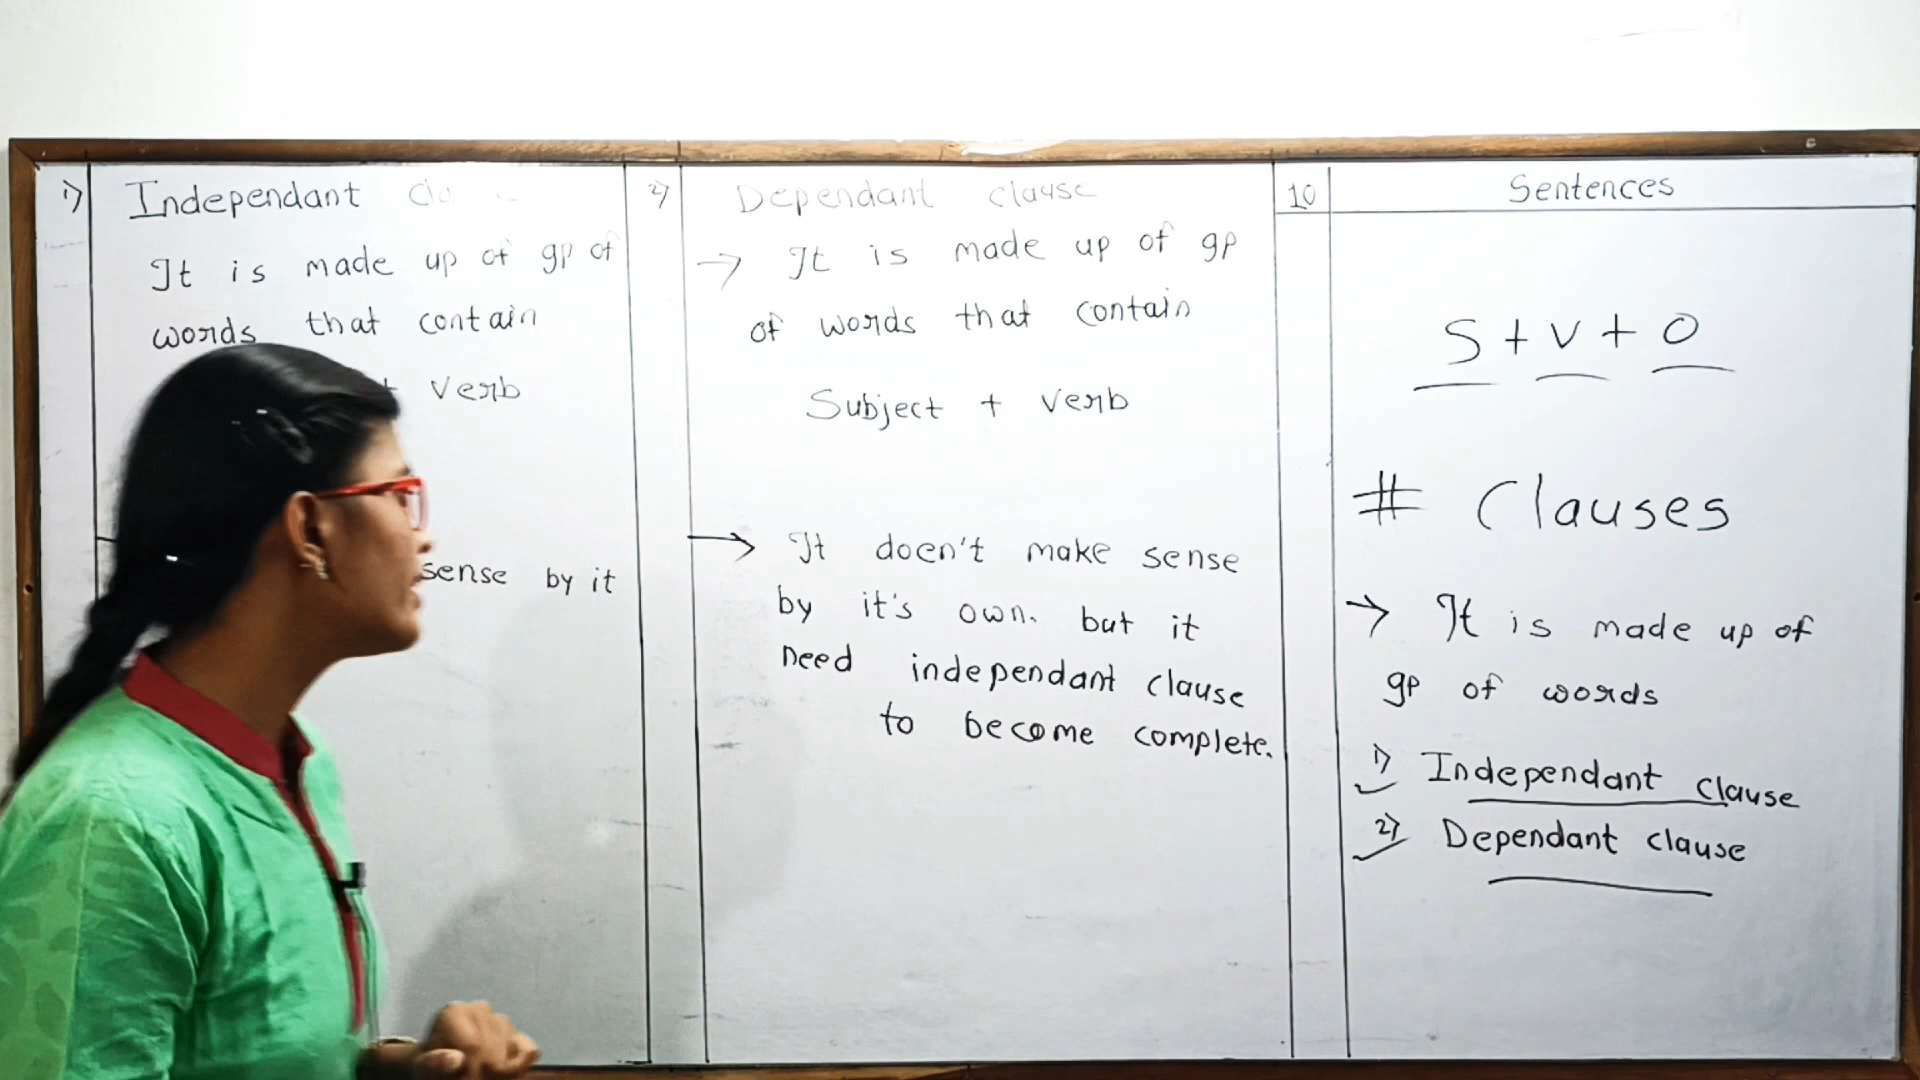 1) Independant
It is made up of gp of
words that contain
verb
sense by it
2) Dependant clause
→ It is made up of gp
of words that contain
Subject + verb
→ It doen't make sense
by it's own. but it
need independant clause
to become complete.
10 Sentences
S + V + O
# Clauses
→ It is made up of
gp of words
1) Independant clause
2) Dependant clause